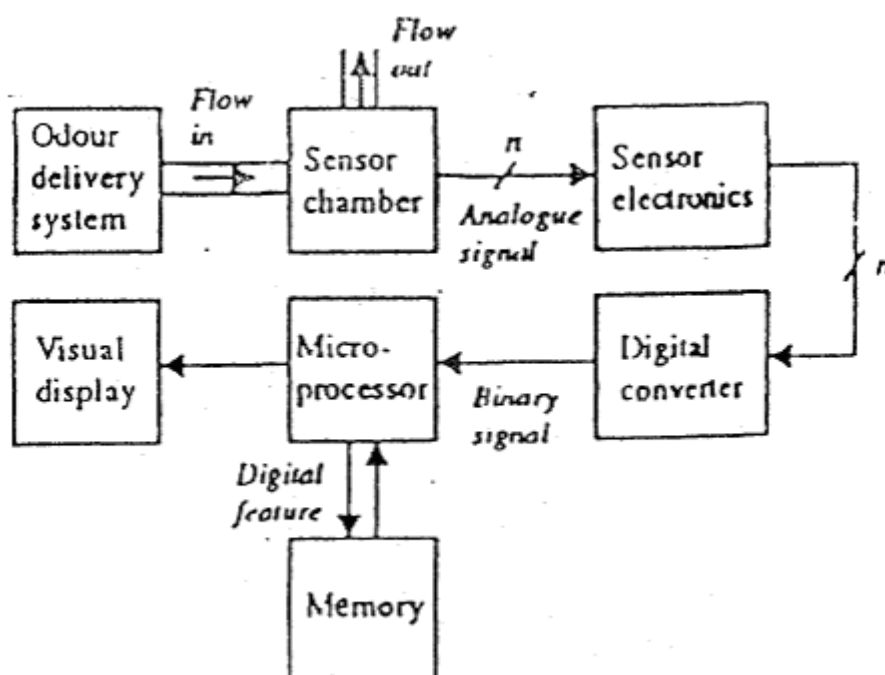 Flow
out
Flow
in
Odour
delivery
system
Sensor
chamber
n
Analogue
signal
Sensor
electronics
n
Visual
display
Micro-
processor
Binary
signal
Digital
converter
Digital
feature
Memory